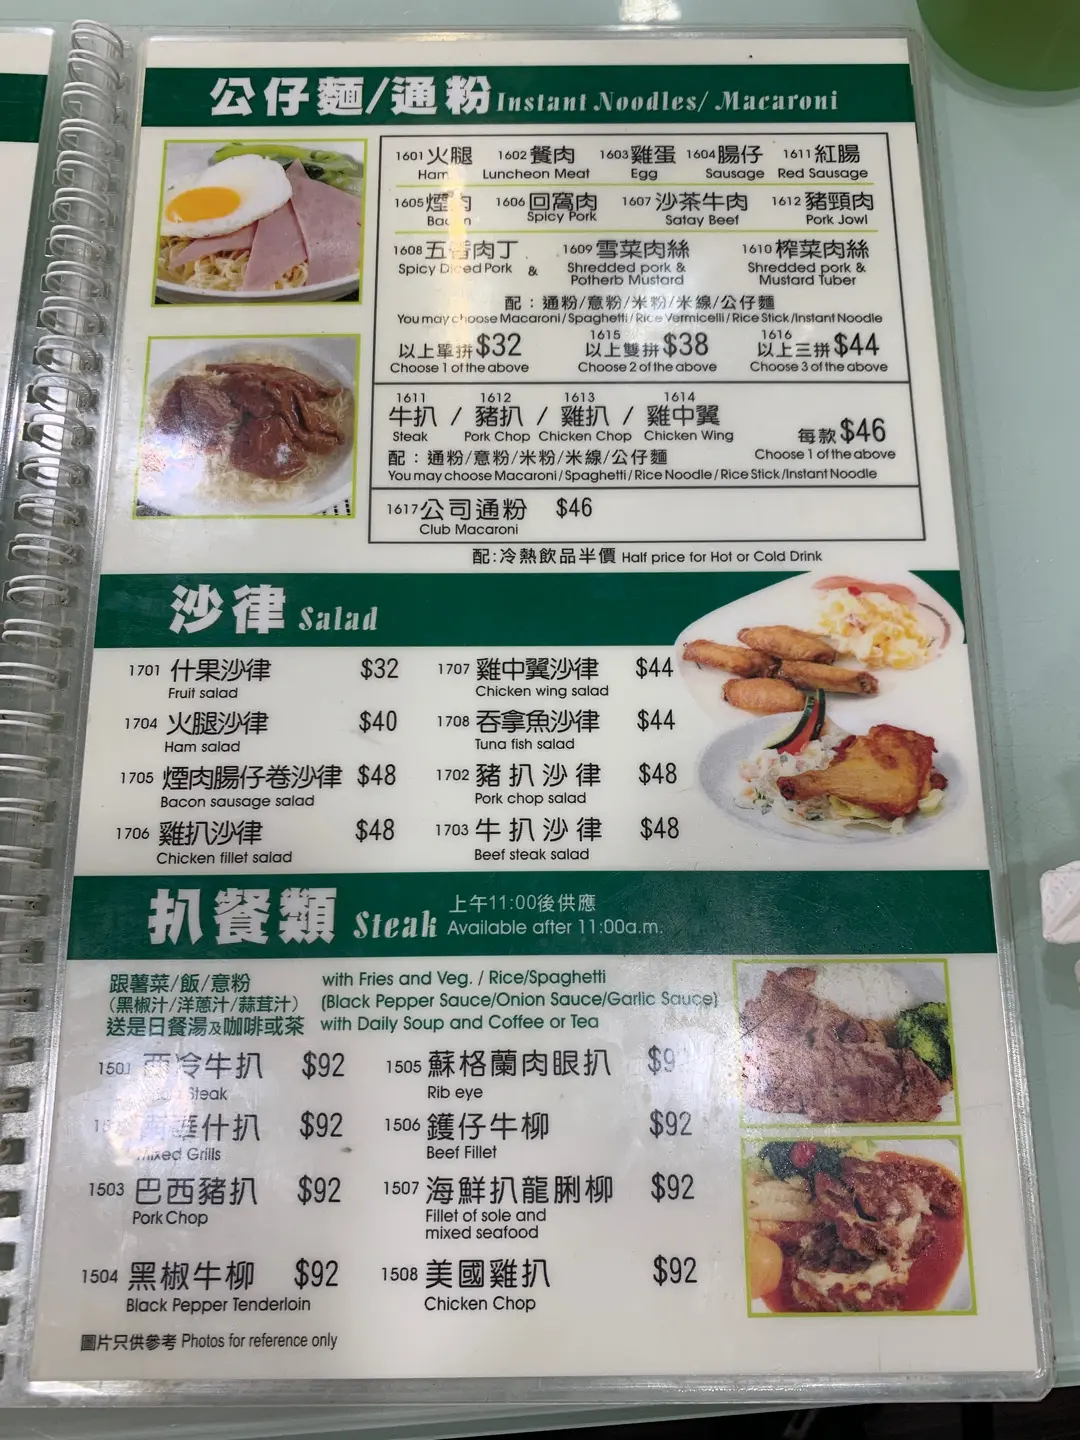 公仔麵/通粉 Instant Noodles/ Macaroni
1601 火腿 1602 餐肉 1603 雞蛋 1604 腸仔 1611 紅腸
Ham Luncheon Meat Egg Sausage Red Sausage
1605 煙肉 1606 回窩肉 1607 沙茶牛肉 1612 豬頸肉
Bacon Spicy Pork Satay Beef Pork Jowl
1608 五香肉丁 1609 雪菜肉絲 1610 榨菜肉絲
Spicy Diced Pork & Shredded pork & Shredded pork &
Potherb Mustard Mustard Tuber
配：通粉/意粉/米粉/米線/公仔麵
You may choose Macaroni/Spaghetti/Rice Vermicelli/Rice Stick/Instant Noodle
1615 1616
以上單拼 $32 以上雙拼 $38 以上三拼 $44
Choose 1 of the above Choose 2 of the above Choose 3 of the above
1611 1612 1613 1614
牛扒 / 豬扒 / 雞扒 / 雞中翼 每款 $46
Steak Pork Chop Chicken Chop Chicken Wing Choose 1 of the above
配：通粉/意粉/米粉/米線/公仔麵
You may choose Macaroni/Spaghetti/Rice Noodle/Rice Stick/Instant Noodle
1617 公司通粉 $46
Club Macaroni
配:冷熱飲品半價 Half price for Hot or Cold Drink
沙律 Salad
1701 什果沙律 $32 1707 雞中翼沙律 $44
Fruit salad Chicken wing salad
1704 火腿沙律 $40 1708 吞拿魚沙律 $44
Ham salad Tuna fish salad
1705 煙肉腸仔卷沙律 $48 1702 豬扒沙律 $48
Bacon sausage salad Pork chop salad
1706 雞扒沙律 $48 1703 牛扒沙律 $48
Chicken fillet salad Beef steak salad
扒餐類 Steak 上午11:00後供應
Available after 11:00a.m.
跟薯菜/飯/意粉 with Fries and Veg. / Rice/Spaghetti
(黑椒汁/洋蔥汁/蒜茸汁) (Black Pepper Sauce/Onion Sauce/Garlic Sauce)
送是日餐湯及咖啡或茶 with Daily Soup and Coffee or Tea
1501 西冷牛扒 $92 1505 蘇格蘭肉眼扒
Steak Rib eye
什扒 $92 1506 鑊仔牛柳 $92
Mixed Grills Beef Fillet
1503 巴西豬扒 $92 1507 海鮮扒龍脷柳 $92
Pork Chop Fillet of sole and
mixed seafood
1504 黑椒牛柳 $92 1508 美國雞扒 $92
Black Pepper Tenderloin Chicken Chop
圖片只供參考 Photos for reference only